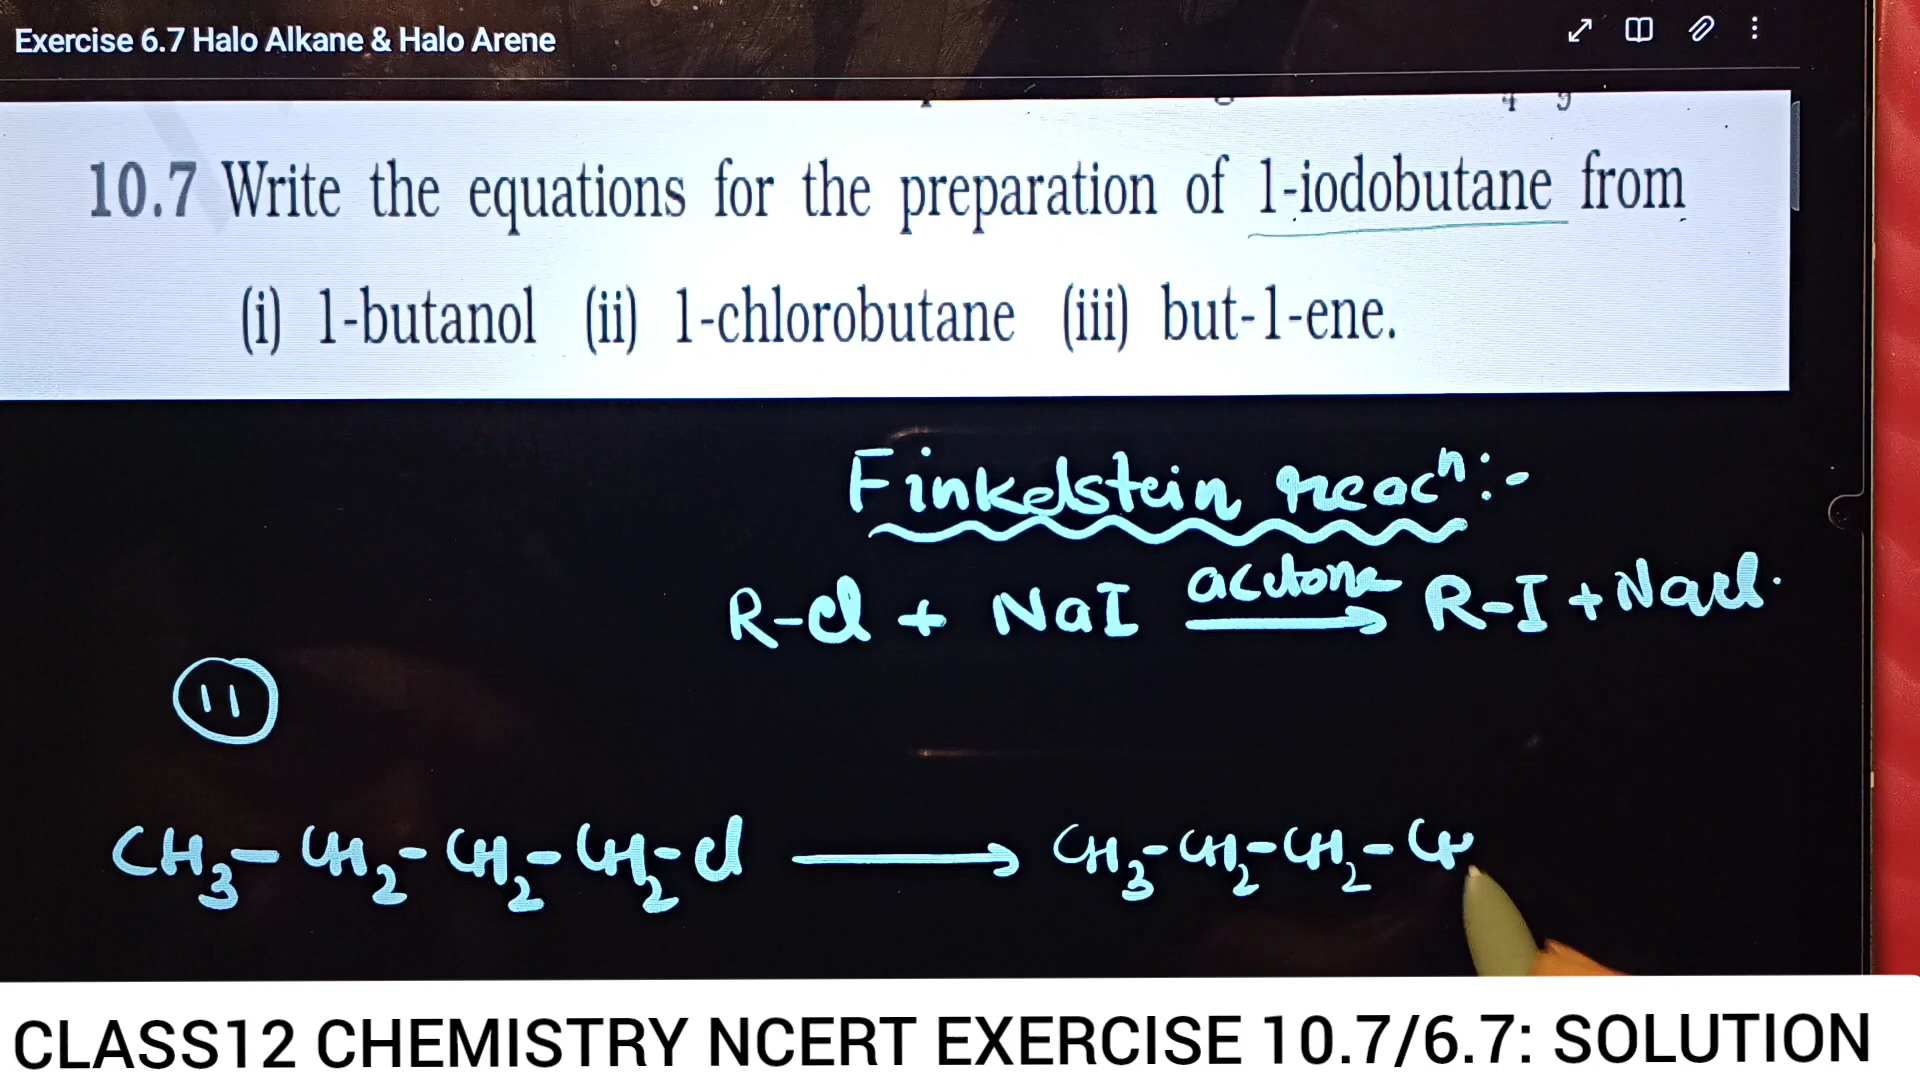 Exercise 6.7 Halo Alkane & Halo Arene
10.7 Write the equations for the preparation of 1-iodobutane from
(i) 1-butanol (ii) 1-chlorobutane (iii) but-1-ene.
Finkelstein reacⁿ:-
R-Cl + NaI acetone → R-I + NaCl.
(ii)
CH₃-CH₂-CH₂-CH₂-Cl → CH₃-CH₂-CH₂-CH
CLASS12 CHEMISTRY NCERT EXERCISE 10.7/6.7: SOLUTION